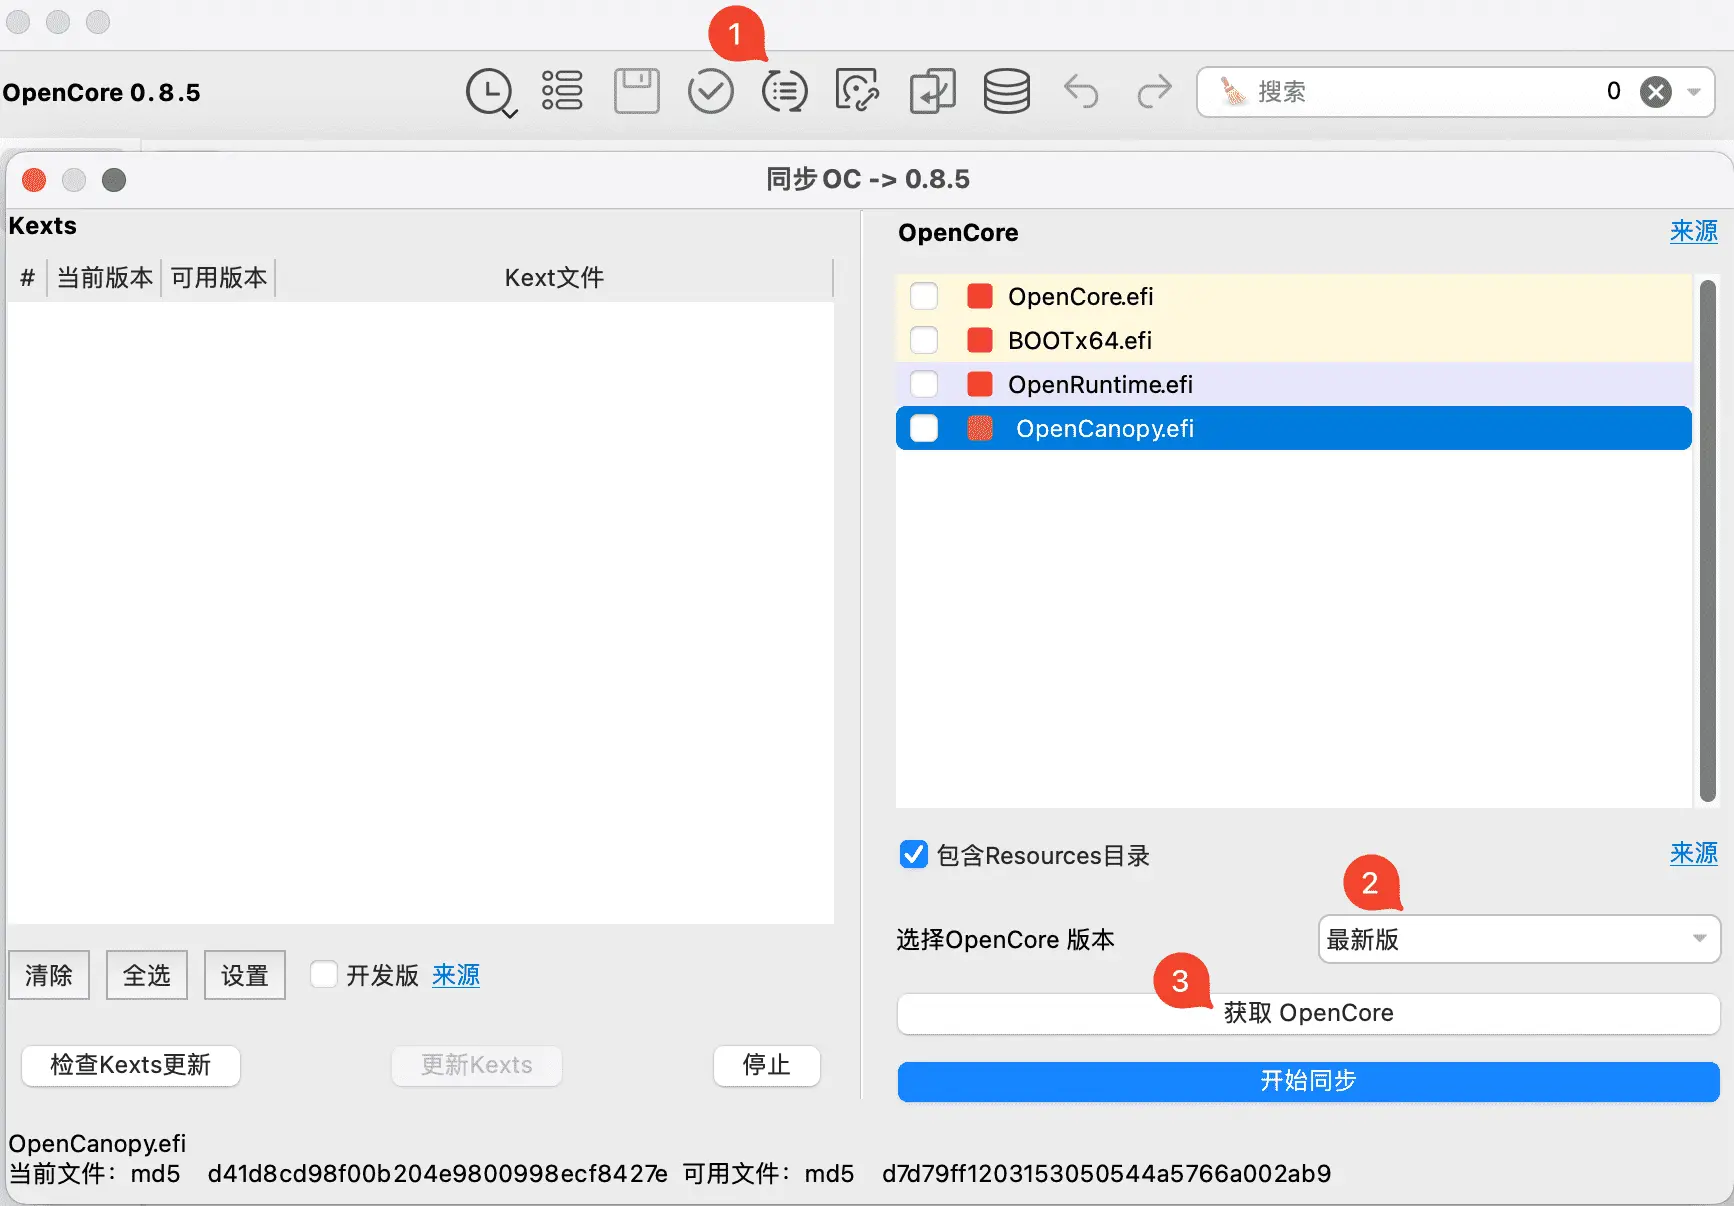 1
OpenCore 0.8.5
搜索
0
同步OC -> 0.8.5
Kexts
# 当前版本 可用版本 Kext文件
OpenCore
来源
OpenCore.efi
BOOTx64.efi
OpenRuntime.efi
OpenCanopy.efi
包含Resources目录
来源
2
选择OpenCore 版本
最新版
3
获取 OpenCore
开始同步
清除
全选
设置
开发版
来源
检查Kexts更新
更新Kexts
停止
OpenCanopy.efi
当前文件: md5 d41d8cd98f00b204e9800998ecf8427e 可用文件: md5 d7d79ff1203153050544a5766a002ab9